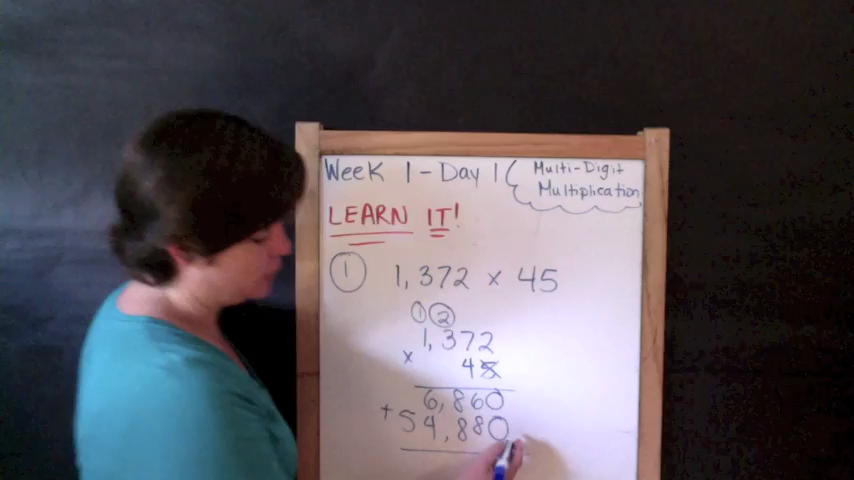 Week 1 - Day 1
Multi-Digit
Multiplication
LEARN IT!
1 1,372 x 45
1 2
1,372
x 45
6,860
+ 54,880